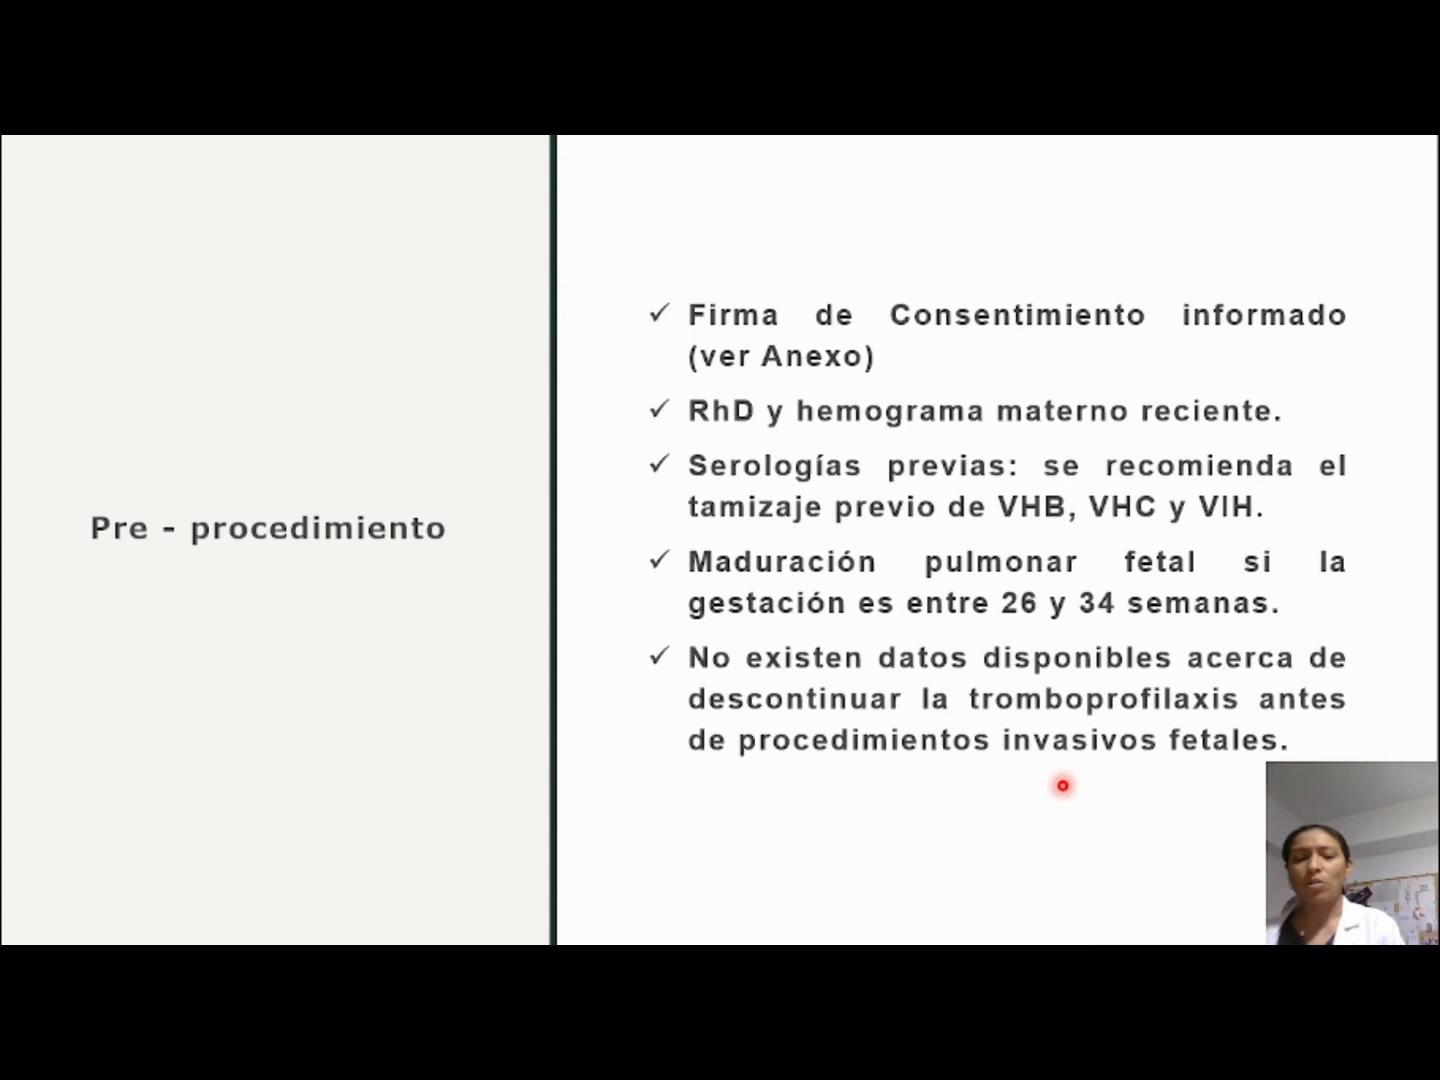 Pre - procedimiento
✓ Firma de Consentimiento informado
(ver Anexo)
✓ RhD y hemograma materno reciente.
✓ Serologías previas: se recomienda el
tamizaje previo de VHB, VHC y VIH.
✓ Maduración pulmonar fetal si la
gestación es entre 26 y 34 semanas.
✓ No existen datos disponibles acerca de
descontinuar la tromboprofilaxis antes
de procedimientos invasivos fetales.